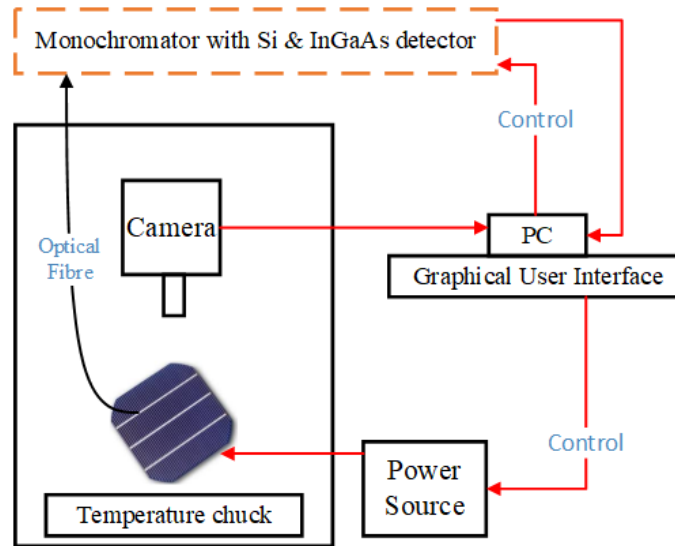 Monochromator with Si & InGaAs detector
Control
Camera
Optical
Fibre
PC
Graphical User Interface
Control
Power
Source
Temperature chuck